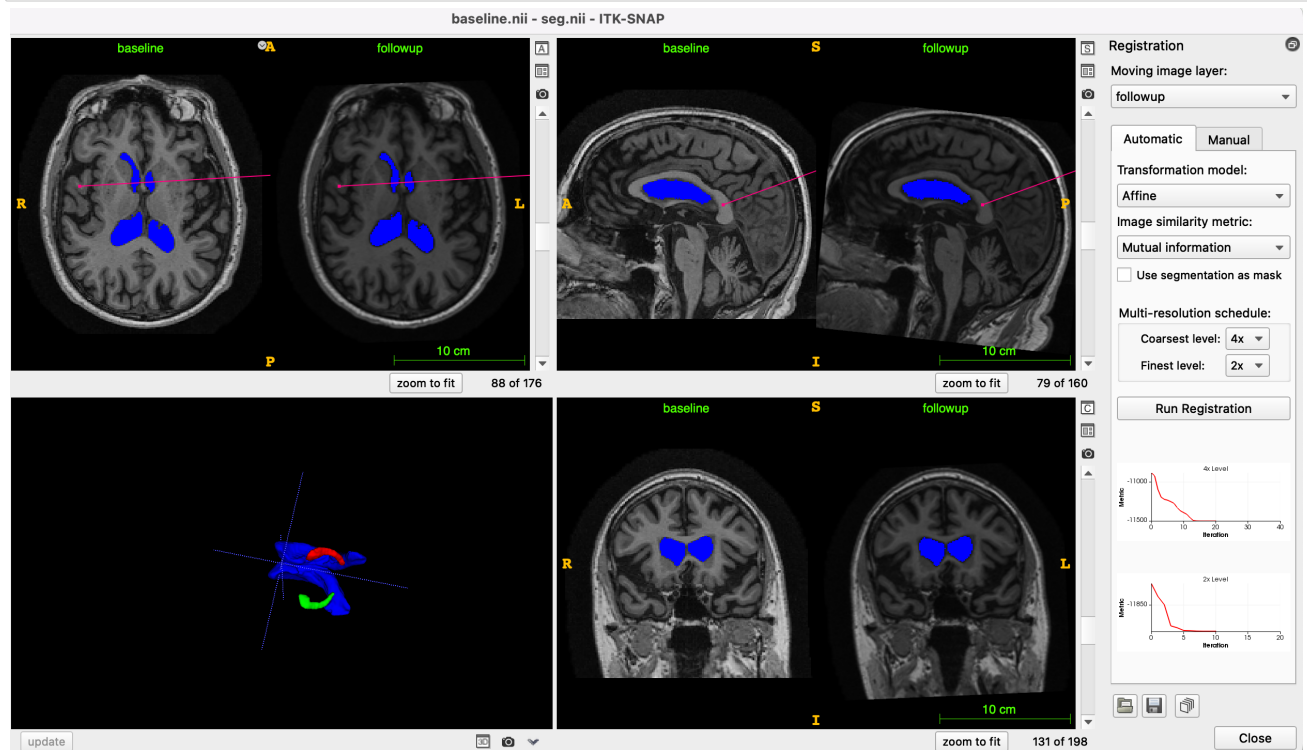 baseline.nii - seg.nii - ITK-SNAP
baseline
A
followup
A
R
L
P
10 cm
zoom to fit
88 of 176
baseline
S
followup
S
A
P
I
10 cm
zoom to fit
79 of 160
update
3D
baseline
S
followup
C
R
L
I
10 cm
zoom to fit
131 of 198
Registration
Moving image layer:
followup
Automatic
Manual
Transformation model:
Affine
Image similarity metric:
Mutual information
Use segmentation as mask
Multi-resolution schedule:
Coarsest level: 4x
Finest level: 2x
Run Registration
4x Level
Metric
-11000
-11500
0 10 20 30 40
Iteration
2x Level
Metric
-11850
0 5 10 15 20
Iteration
Close